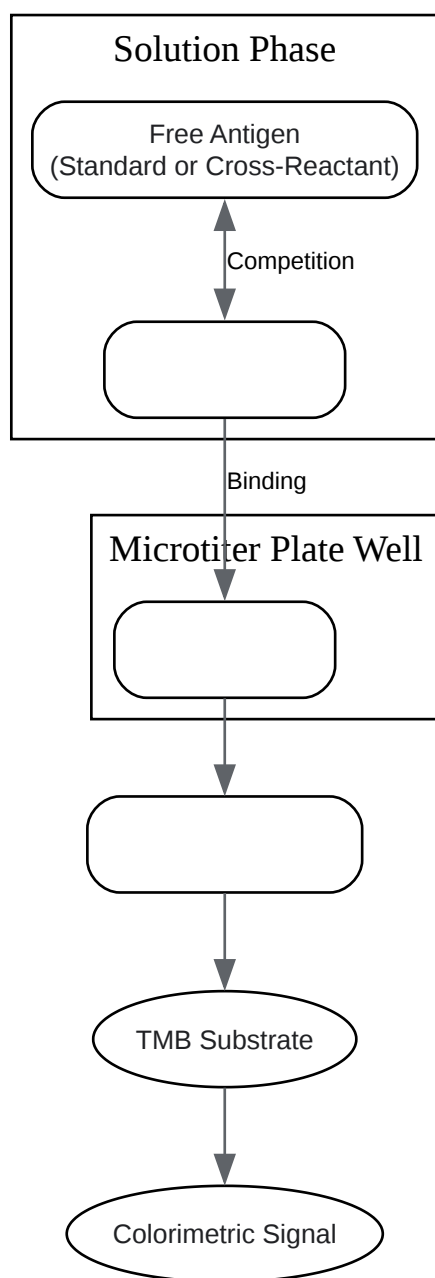 Solution Phase
Free Antigen
(Standard or Cross-Reactant)
Competition
Binding
Microtiter Plate Well
TMB Substrate
Colorimetric Signal